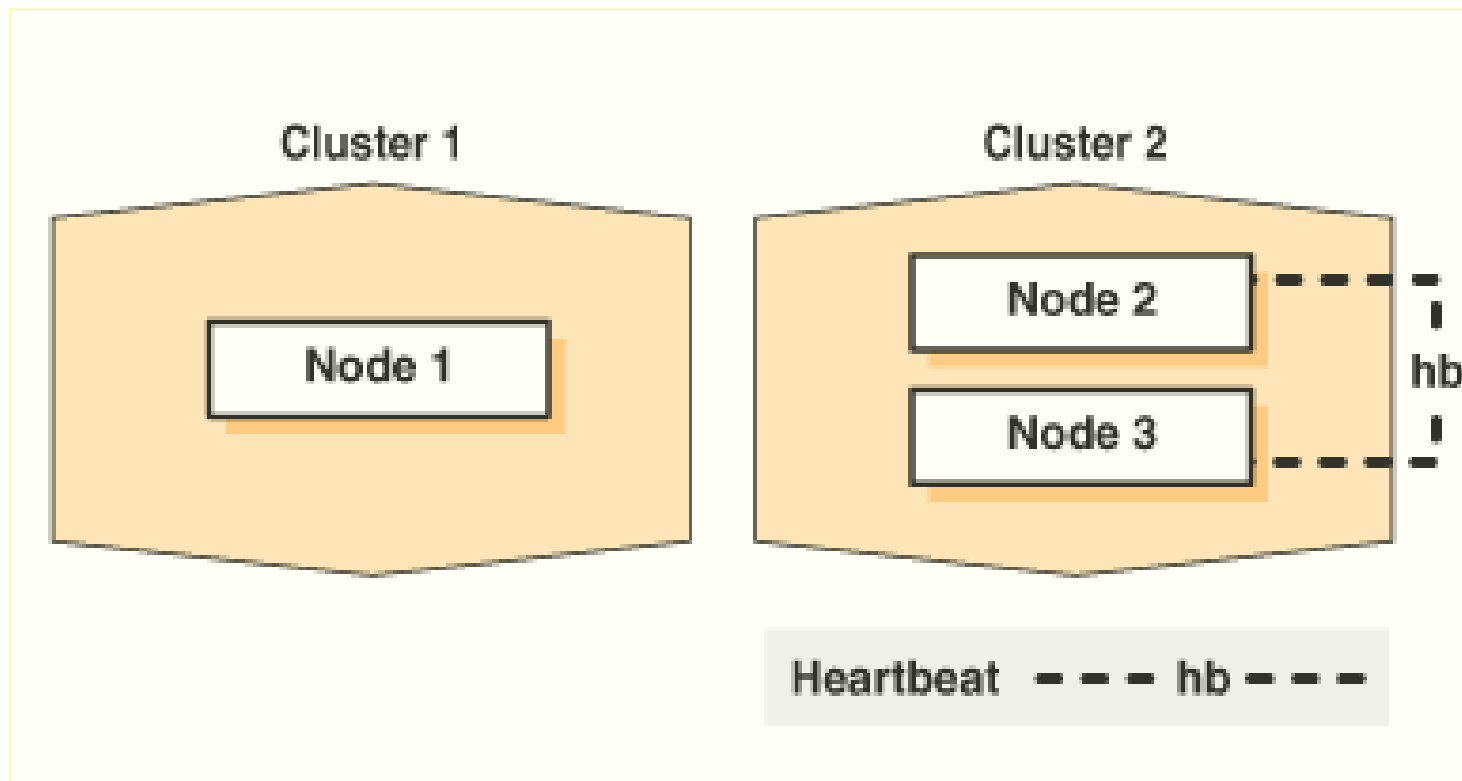 Cluster 1
Cluster 2
Node 1
Node 2
Node 3
hb
Heartbeat hb